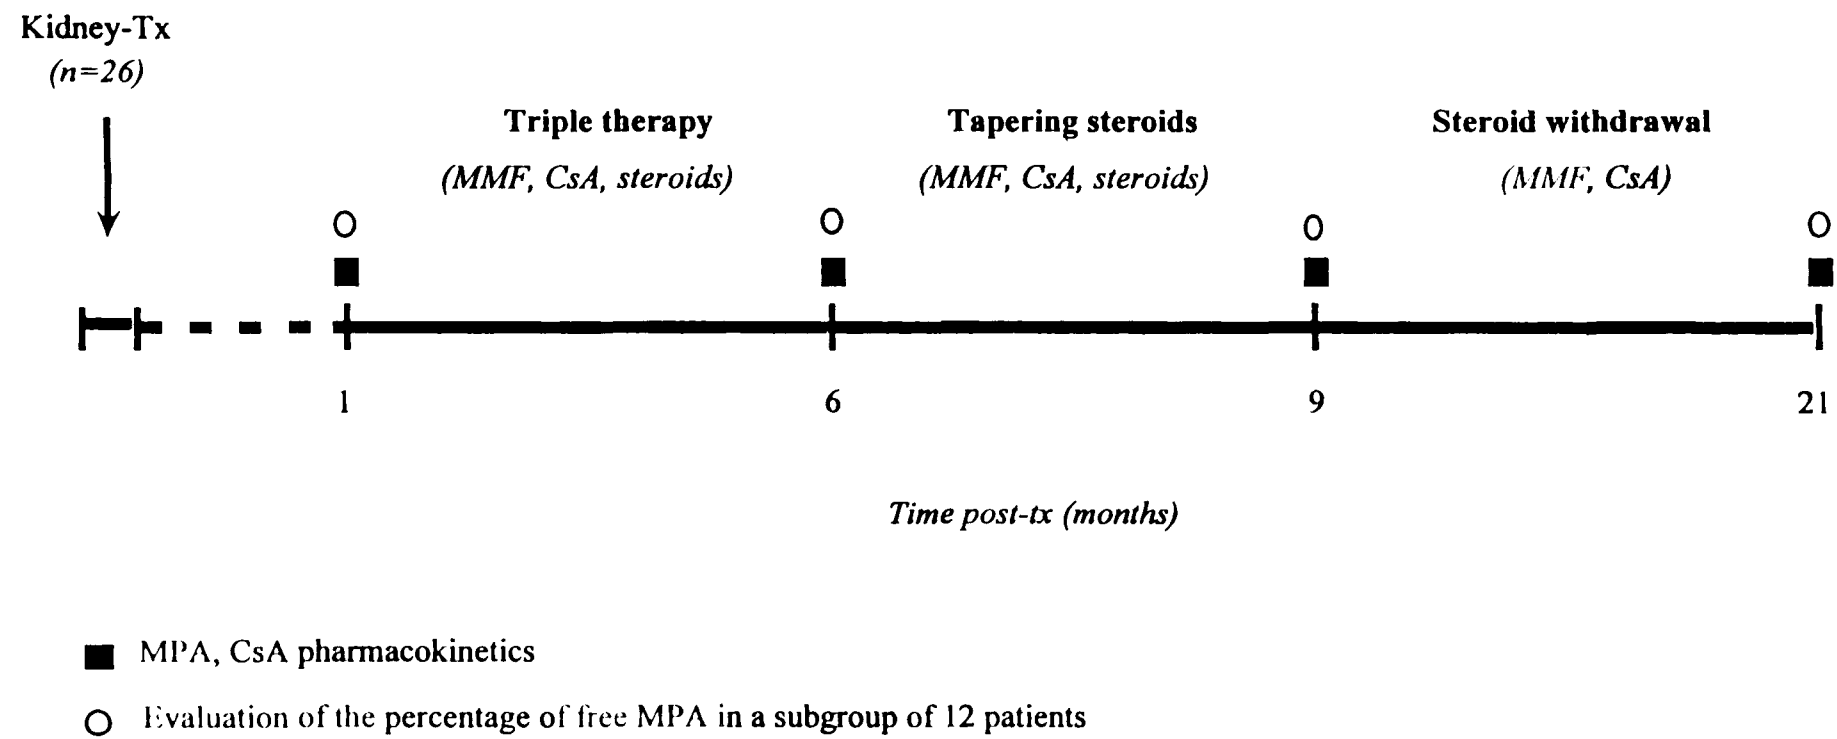 Kidney-Tx
(n=26)
Triple therapy
Tapering steroids
Steroid withdrawal
(MMF, CsA, steroids)
(MMF, CsA, steroids)
(MMF, CsA)
1
6
9
21
Time post-tx (months)
MPA, CsA pharmacokinetics
Evaluation of the percentage of free MPA in a subgroup of 12 patients